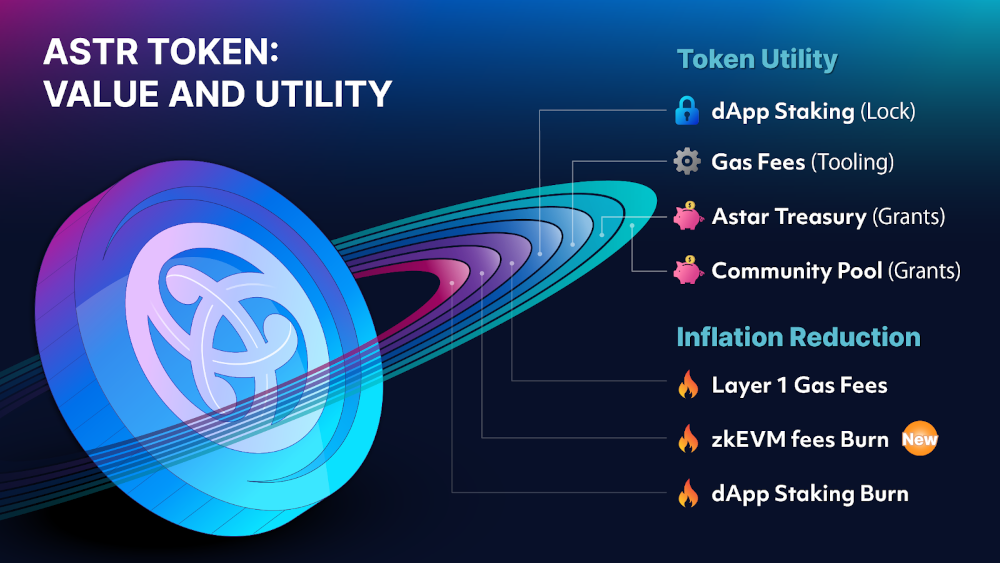 ASTR TOKEN:
VALUE AND UTILITY
Token Utility
dApp Staking (Lock)
Gas Fees (Tooling)
Astar Treasury (Grants)
Community Pool (Grants)
Inflation Reduction
Layer 1 Gas Fees
zkEVM fees Burn New
dApp Staking Burn